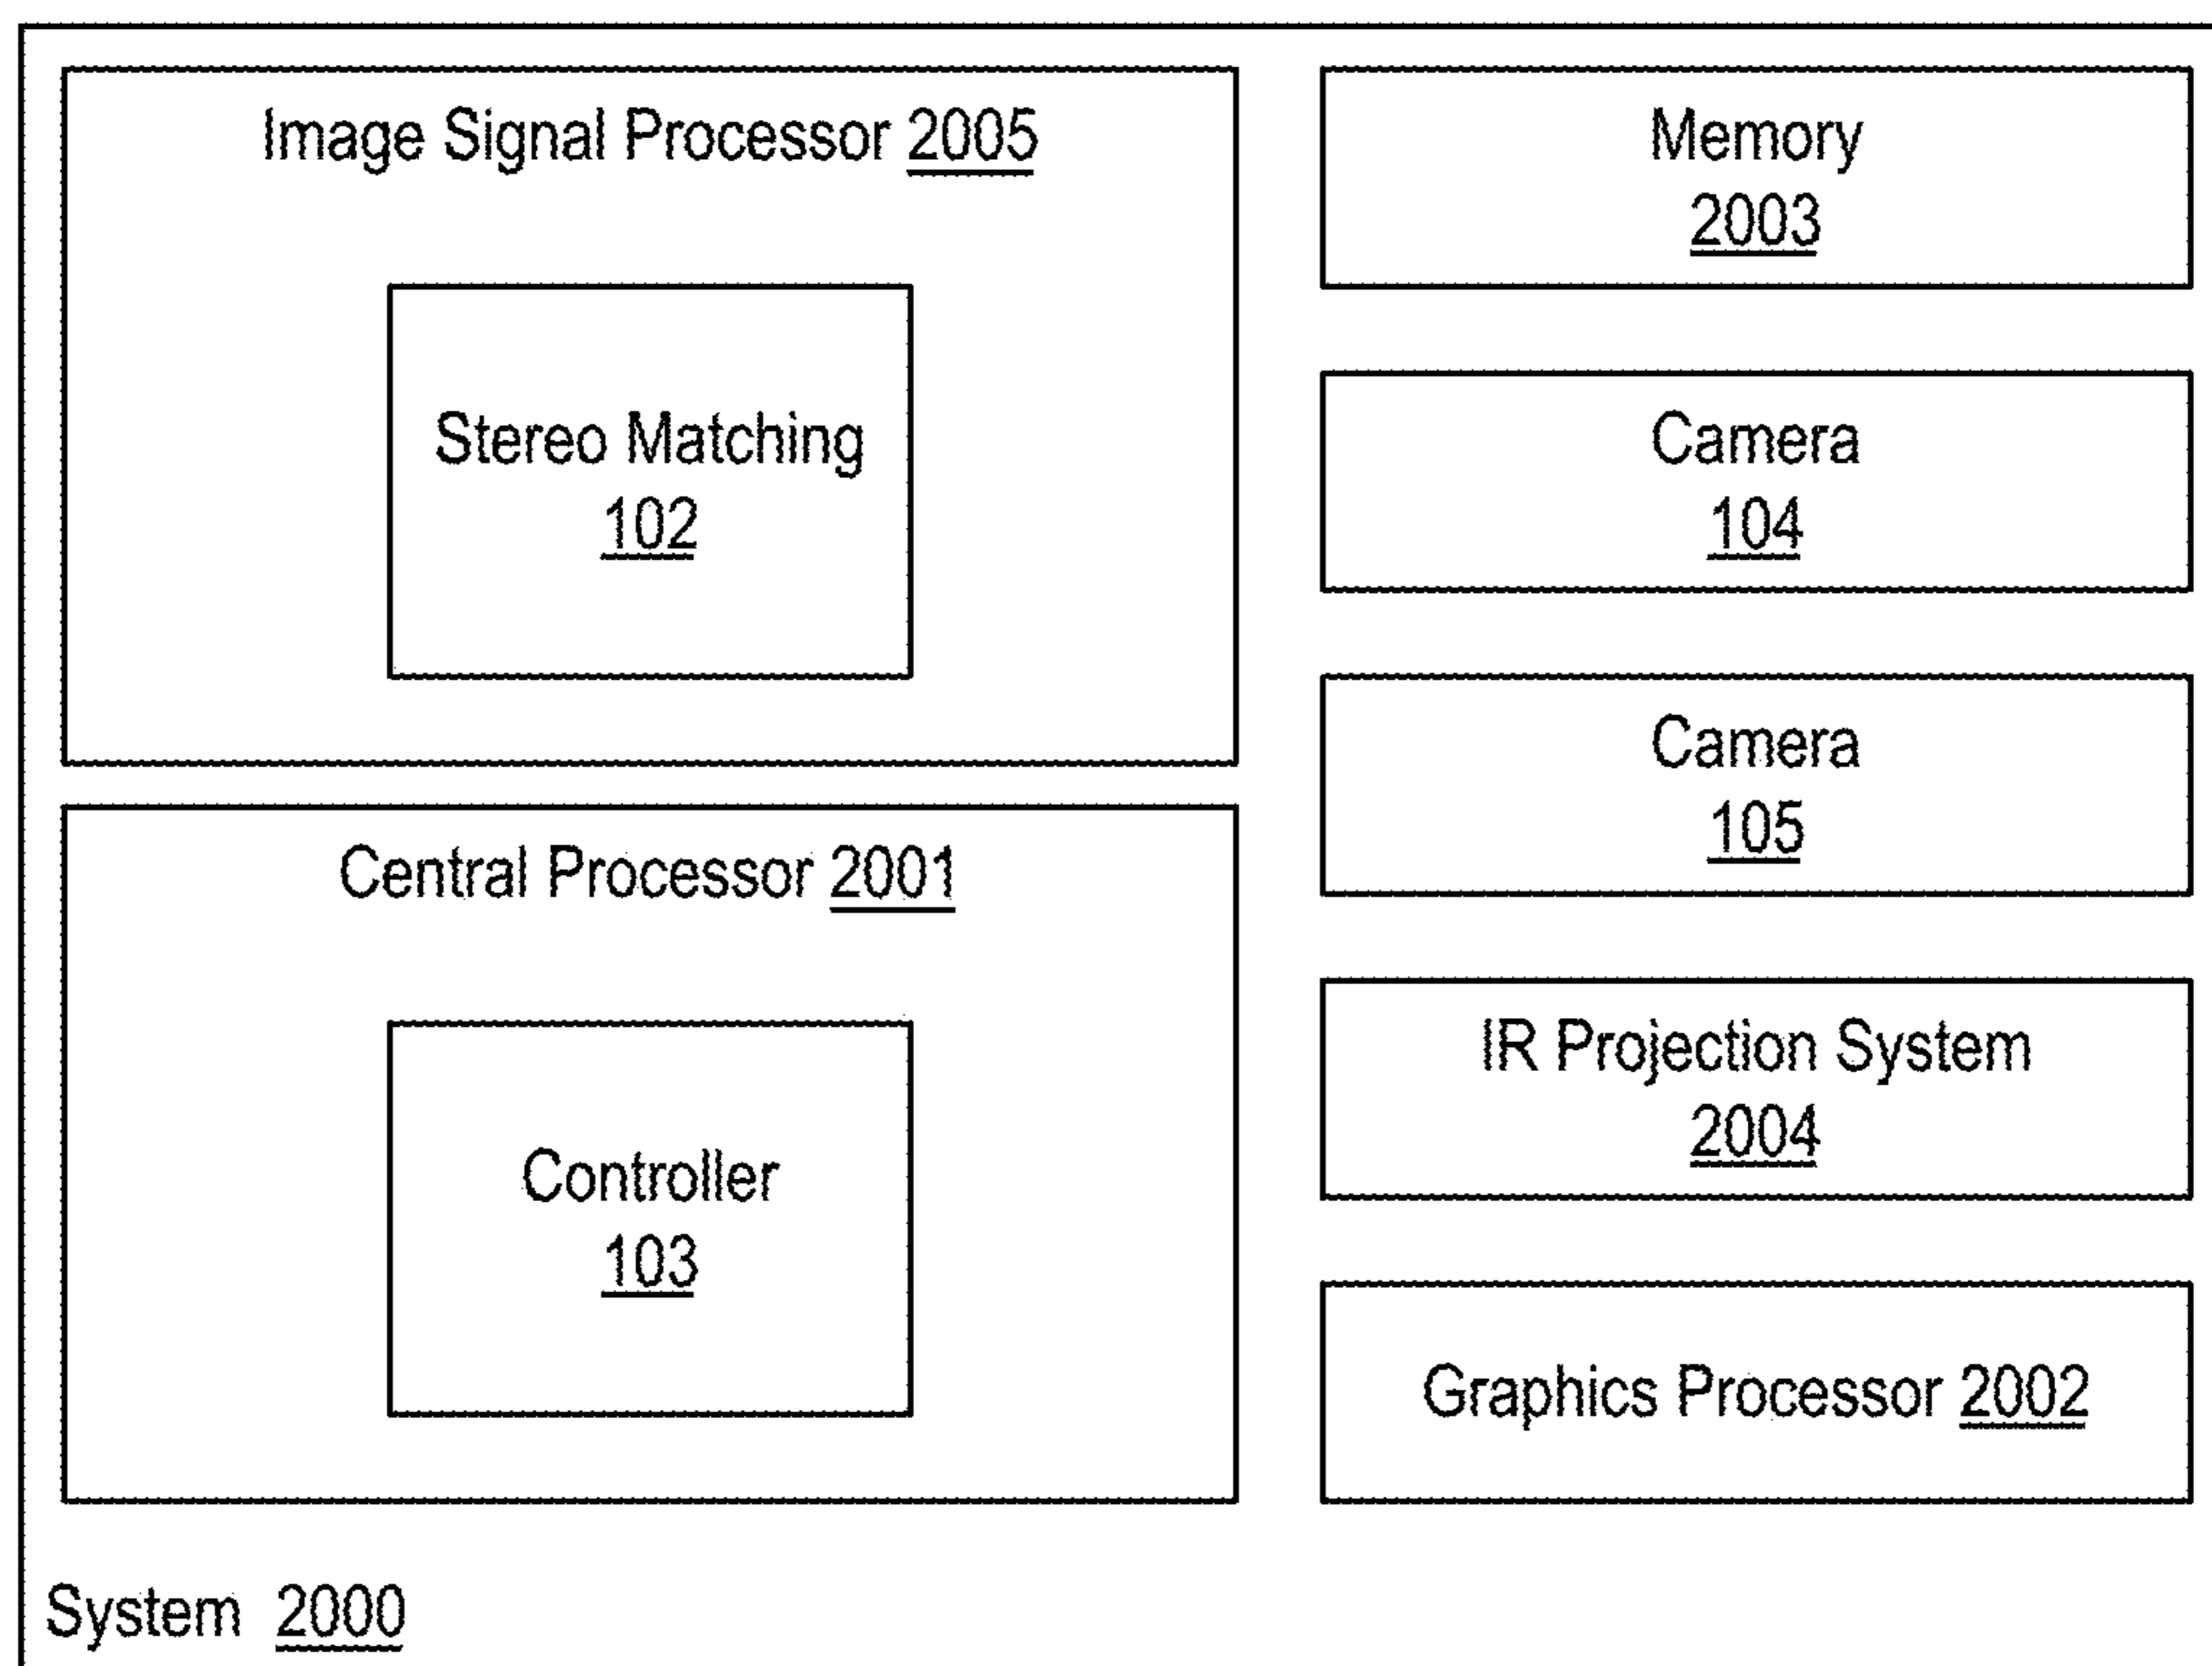 Image Signal Processor 2005
Stereo Matching
102
Central Processor 2001
Controller
103
Memory
2003
Camera
104
Camera
105
IR Projection System
2004
Graphics Processor 2002
System 2000